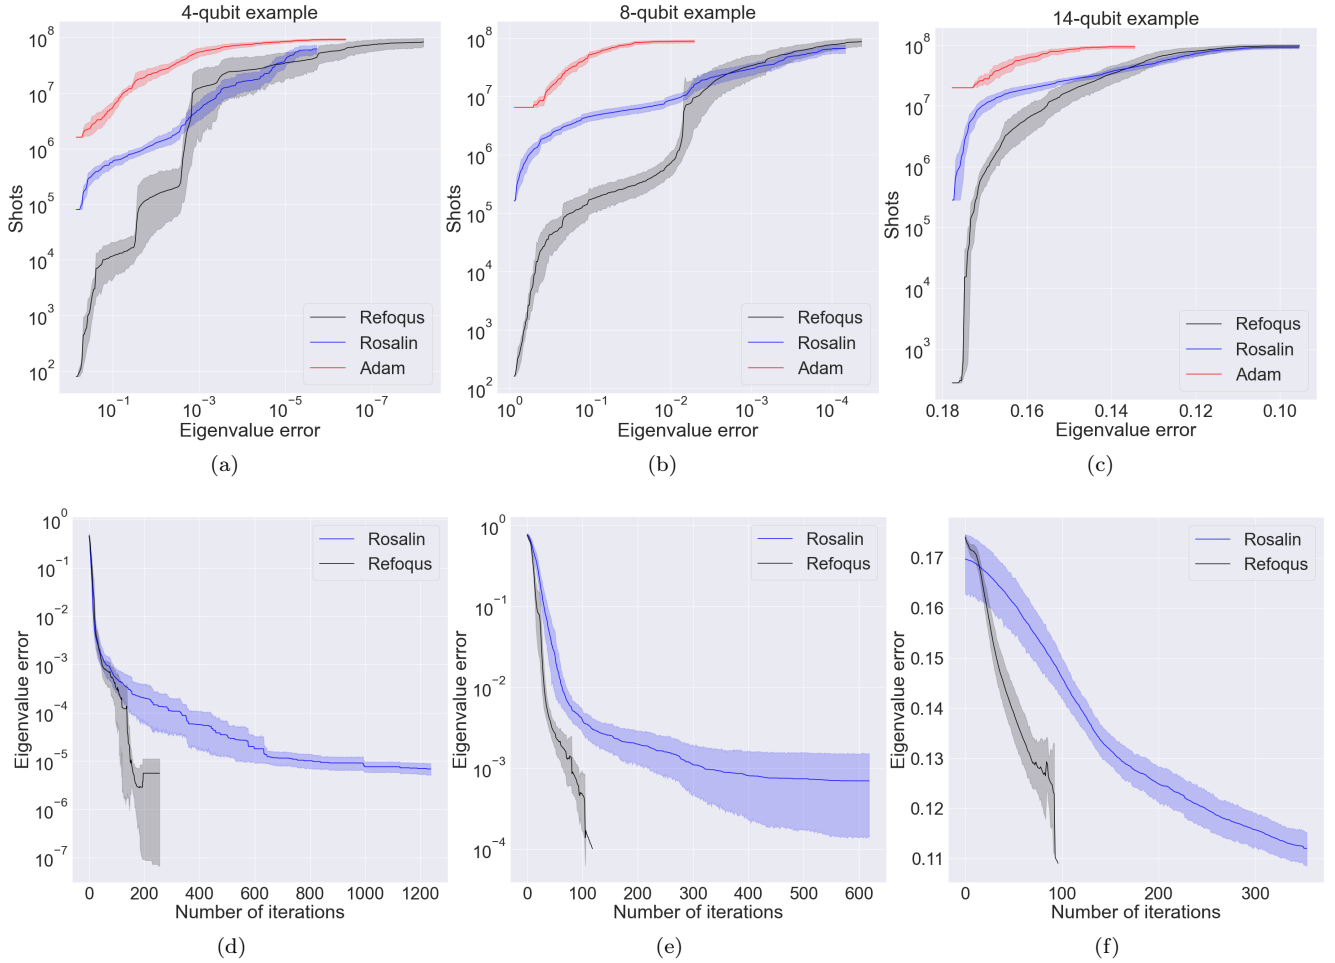 4-qubit example
10^8
10^7
10^6
10^5
10^4
10^3
10^2
Shots
Refoqus
Rosalin
Adam
10^−1
10^−3
10^−5
10^−7
Eigenvalue error
(a)
8-qubit example
10^8
10^7
10^6
10^5
10^4
10^3
10^2
Shots
Refoqus
Rosalin
Adam
10^0
10^−1
10^−2
10^−3
10^−4
Eigenvalue error
(b)
14-qubit example
10^8
10^7
10^6
10^5
10^4
10^3
Shots
Refoqus
Rosalin
Adam
0.18
0.16
0.14
0.12
0.10
Eigenvalue error
(c)
10^0
10^−1
10^−2
10^−3
10^−4
10^−5
10^−6
10^−7
Eigenvalue error
Rosalin
Refoqus
0
200
400
600
800
1000
1200
Number of iterations
(d)
10^0
10^−1
10^−2
10^−3
10^−4
Eigenvalue error
Rosalin
Refoqus
0
100
200
300
400
500
600
Number of iterations
(e)
0.17
0.16
0.15
0.14
0.13
0.12
0.11
Eigenvalue error
Rosalin
Refoqus
0
100
200
300
Number of iterations
(f)